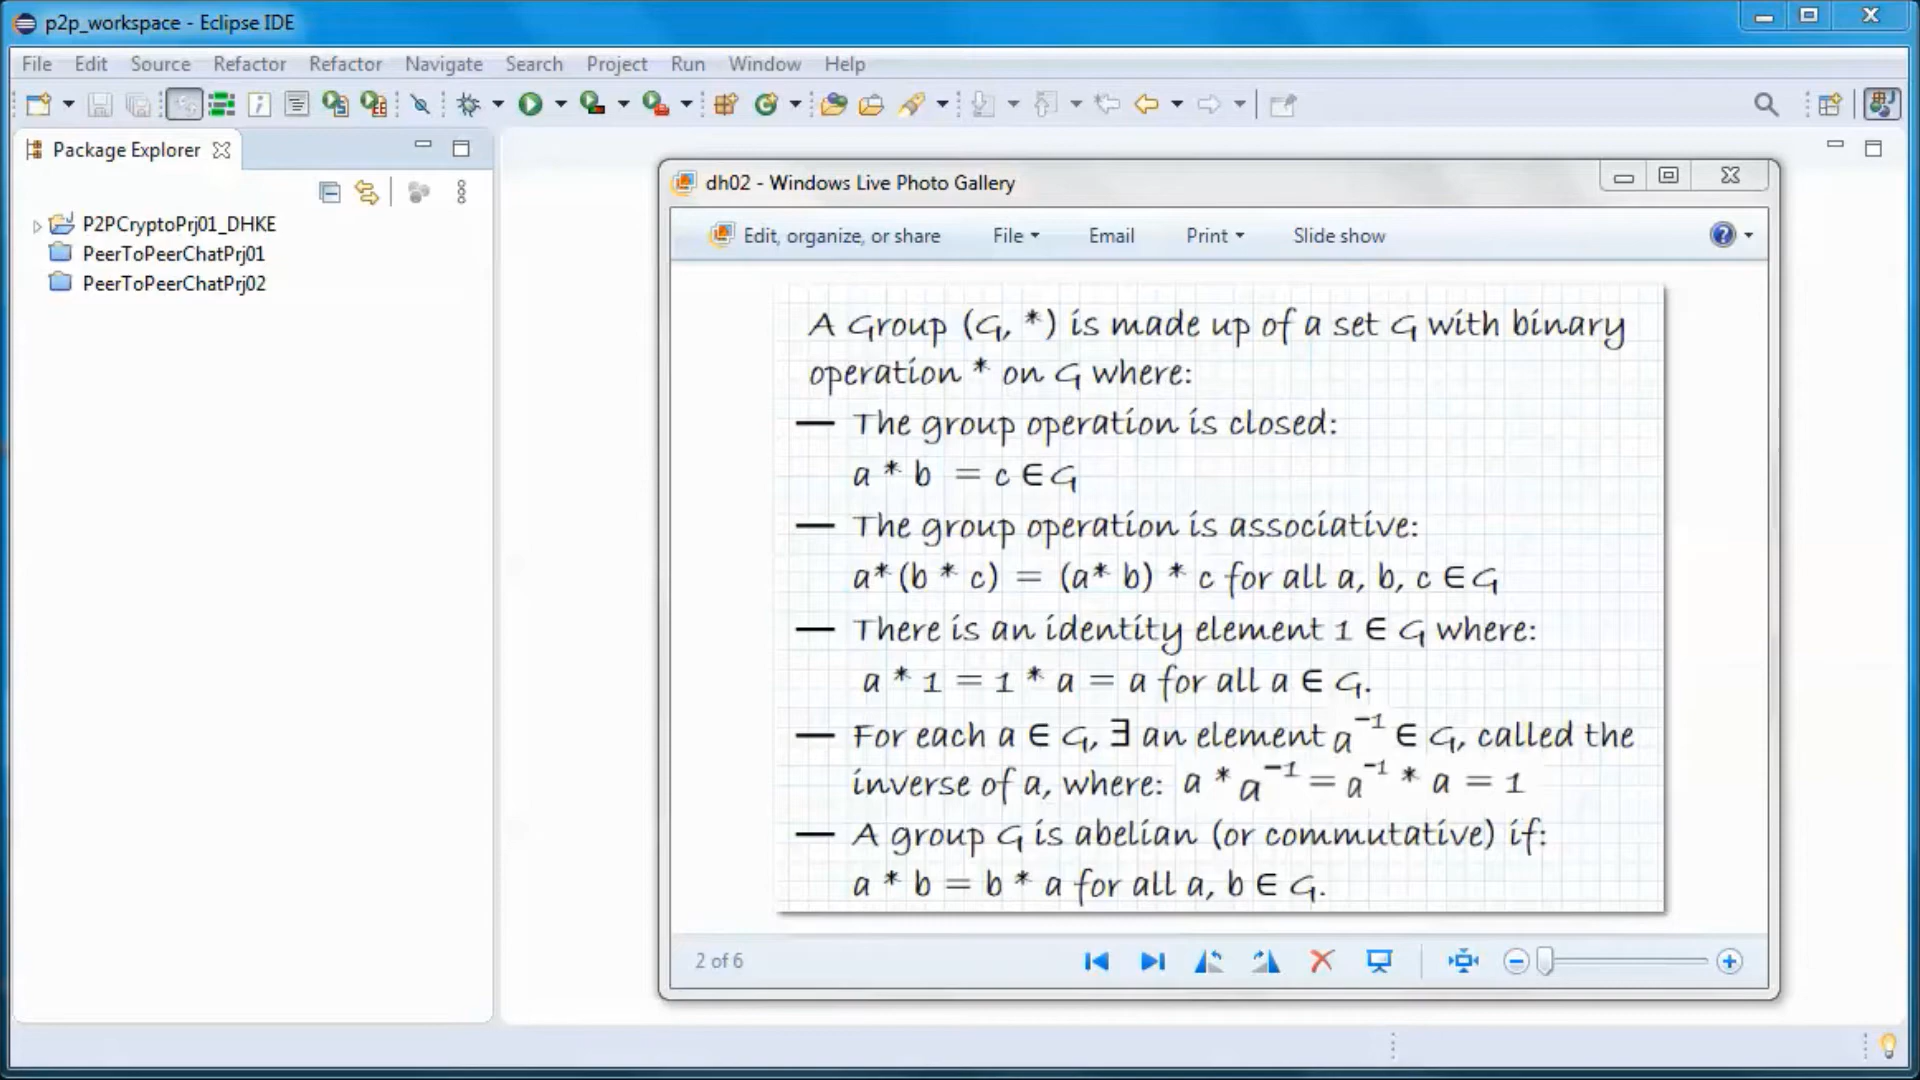 p2p_workspace - Eclipse IDE
File Edit Source Refactor Refactor Navigate Search Project Run Window Help
Package Explorer
P2PCryptoPrj01_DHKE
PeerToPeerChatPrj01
PeerToPeerChatPrj02
dh02 - Windows Live Photo Gallery
Edit, organize, or share File Email Print Slide show
A Group (G, *) is made up of a set G with binary
operation * on G where:
— The group operation is closed:
a * b = c ∈ G
— The group operation is associative:
a* (b * c) = (a* b) * c for all a, b, c ∈ G
— There is an identity element 1 ∈ G where:
a * 1 = 1 * a = a for all a ∈ G.
— For each a ∈ G, ∃ an element a⁻¹ ∈ G, called the
inverse of a, where: a * a⁻¹ = a⁻¹ * a = 1
— A group G is abelian (or commutative) if:
a * b = b * a for all a, b ∈ G.
2 of 6